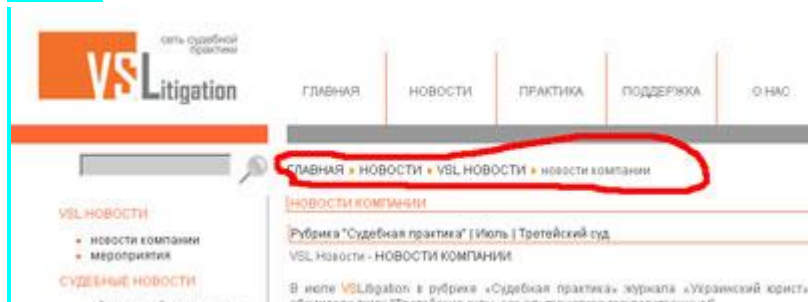 сеть судебной
практики
VSLitigation
ГЛАВНАЯ
НОВОСТИ
ПРАКТИКА
ПОДДЕРЖКА
О НАС
ГЛАВНАЯ » НОВОСТИ » VSL НОВОСТИ » новости компании
НОВОСТИ КОМПАНИИ
VSL НОВОСТИ
• новости компании
• мероприятия
СУДЕБНЫЕ НОВОСТИ
Рубрика "Судебная практика" | Июль | Третейский суд
VSL Новости - НОВОСТИ КОМПАНИИ
В июле VSLitigation в рубрике «Судебная практика» журнала «Украинский юрист»